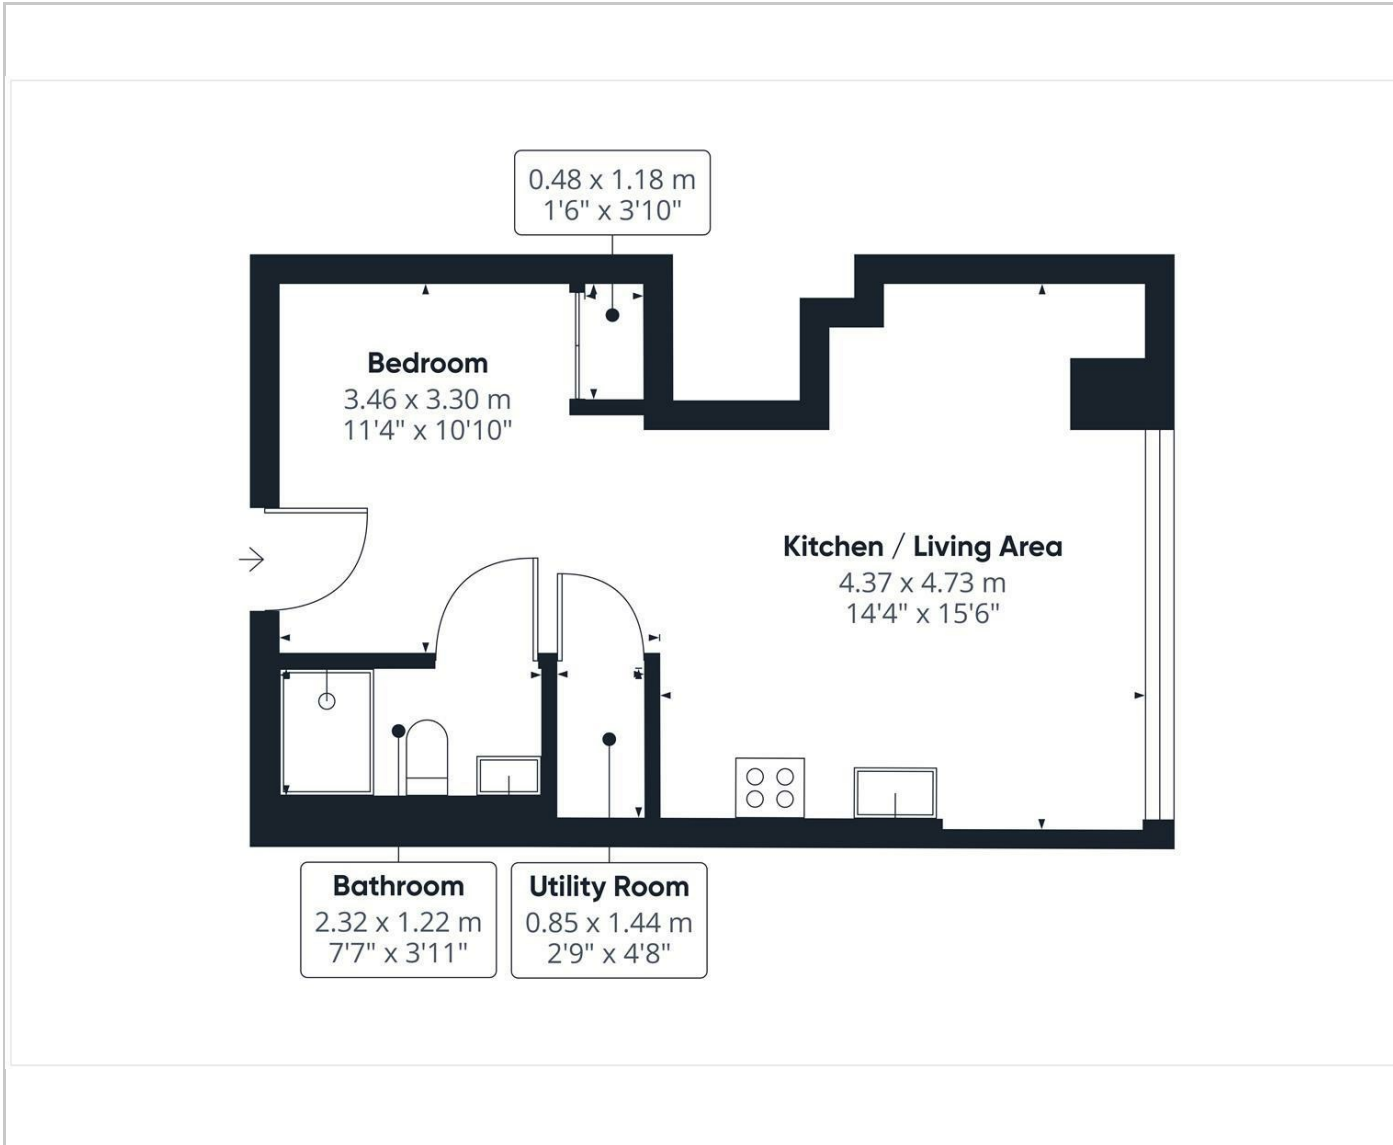 0.48 x 1.18 m
1'6" x 3'10"
Bedroom
3.46 x 3.30 m
11'4" x 10'10"
Kitchen / Living Area
4.37 x 4.73 m
14'4" x 15'6"
Bathroom
2.32 x 1.22 m
7'7" x 3'11"
Utility Room
0.85 x 1.44 m
2'9" x 4'8"